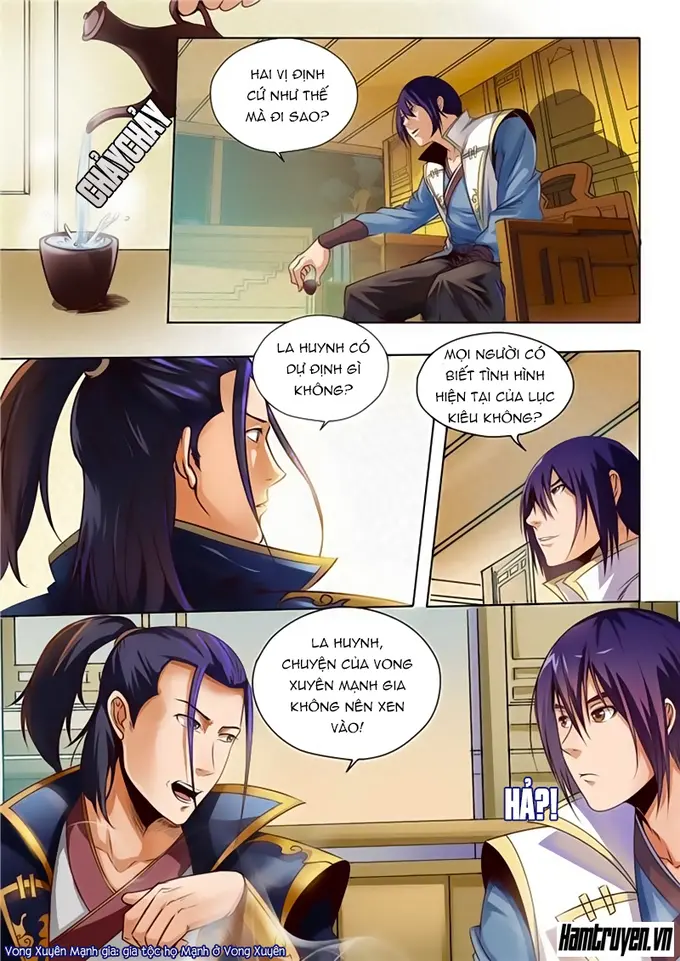 HAI VỊ ĐỊNH
CỨ NHƯ THẾ
MÀ ĐI SAO?
CHẢY CHẢY
LA HUYNH CÓ
DỰ ĐỊNH GÌ
KHÔNG?
MỌI NGƯỜI CÓ
BIẾT TÌNH HÌNH
HIỆN TẠI CỦA LỤC
KIÊU KHÔNG?
LA HUYNH,
CHUYỆN CỦA VONG
XUYÊN MẠNH GIA
KHÔNG NÊN XEN
VÀO!
HẢ?!
Vong Xuyên Mạnh gia: gia tộc họ Mạnh ở Vong Xuyên
Hamtruyen.vn